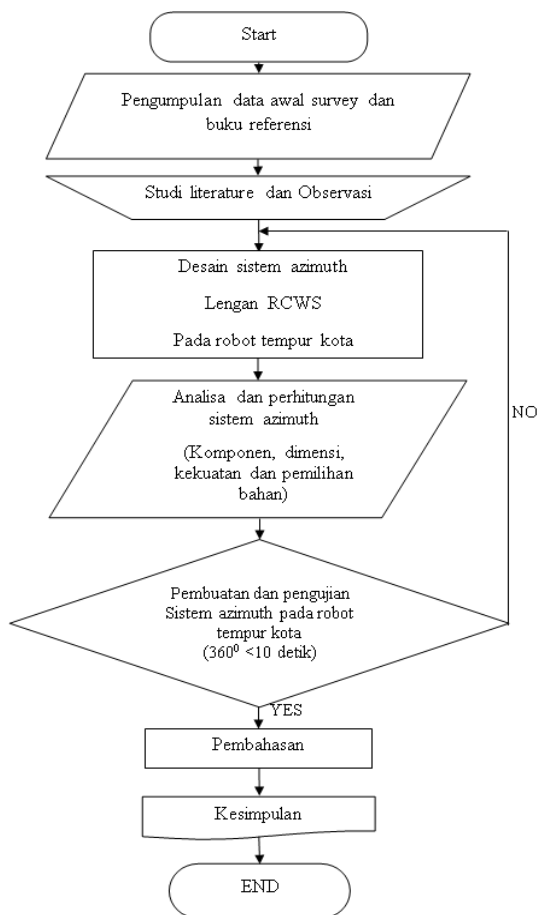 Start
Pengumpulan data awal survey dan
buku referensi
Studi literature dan Observasi
Desain sistem azimuth
Lengan RCWS
Pada robot tempur kota
Analisa dan perhitungan
sistem azimuth
(Komponen, dimensi,
kekuatan dan pemilihan
bahan)
NO
Pembuatan dan pengujian
Sistem azimuth pada robot
tempur kota
(360⁰ <10 detik)
YES
Pembahasan
Kesimpulan
END